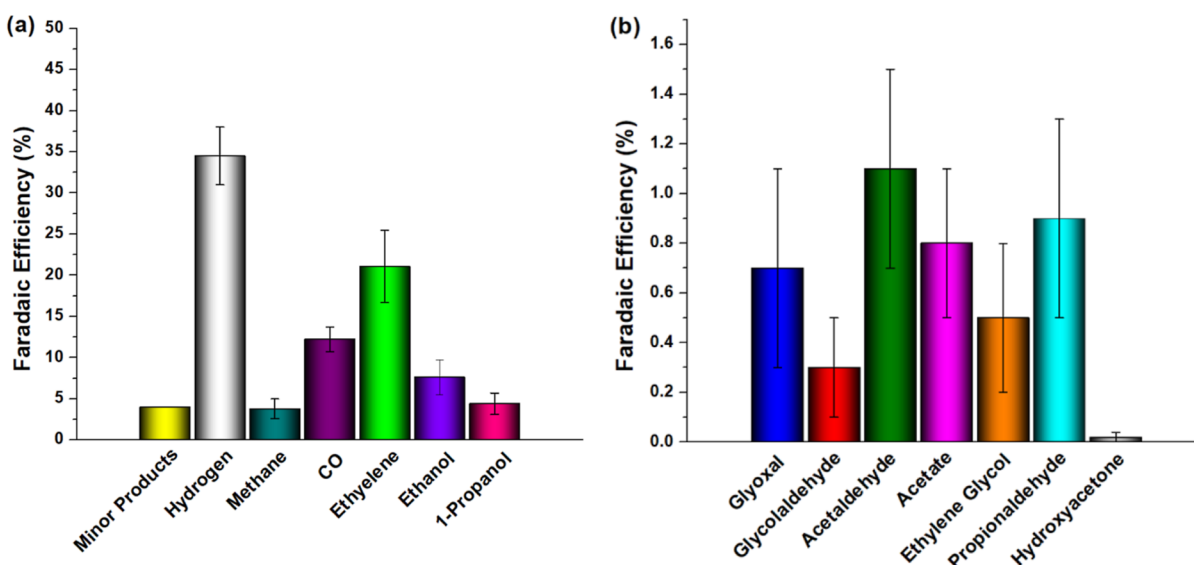 (a)
Faradaic Efficiency (%)
50
45
40
35
30
25
20
15
10
5
0
Minor Products
Hydrogen
Methane
CO
Ethyelene
Ethanol
1-Propanol
(b)
Faradaic Efficiency (%)
1.6
1.4
1.2
1.0
0.8
0.6
0.4
0.2
0.0
Glyoxal
Glycolaldehyde
Acetaldehyde
Acetate
Ethylene Glycol
Propionaldehyde
Hydroxyacetone